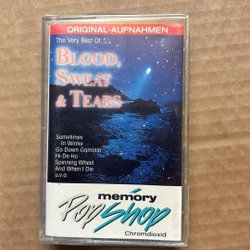 ORIGINAL-AUFNAHMEN
The Very Best Of
BLOOD,
SWEAT
& TEARS
Sometimes
In Winter
Go Down Gamblin'
Hi-De-Ho
Spinning Wheel
And When I Die
u.v.a.
memory
Pop Shop
Chromdioxid